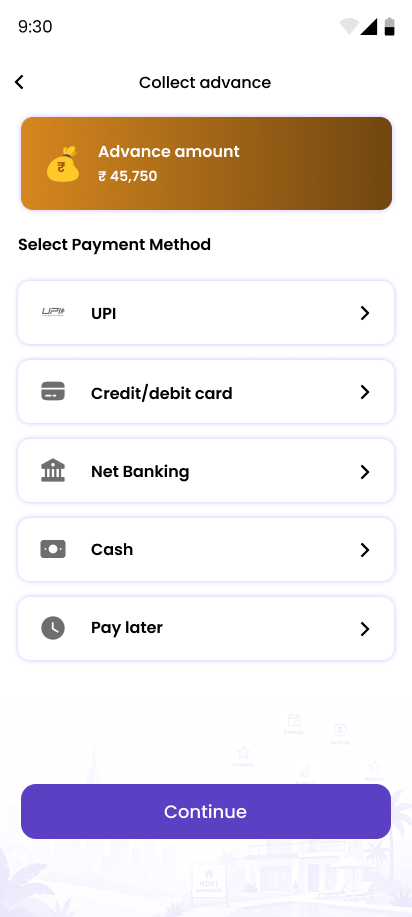 9:30
Collect advance
₹
Advance amount
₹ 45,750
Select Payment Method
UPI
UPI
Credit/debit card
Net Banking
Cash
Pay later
Continue
HOST